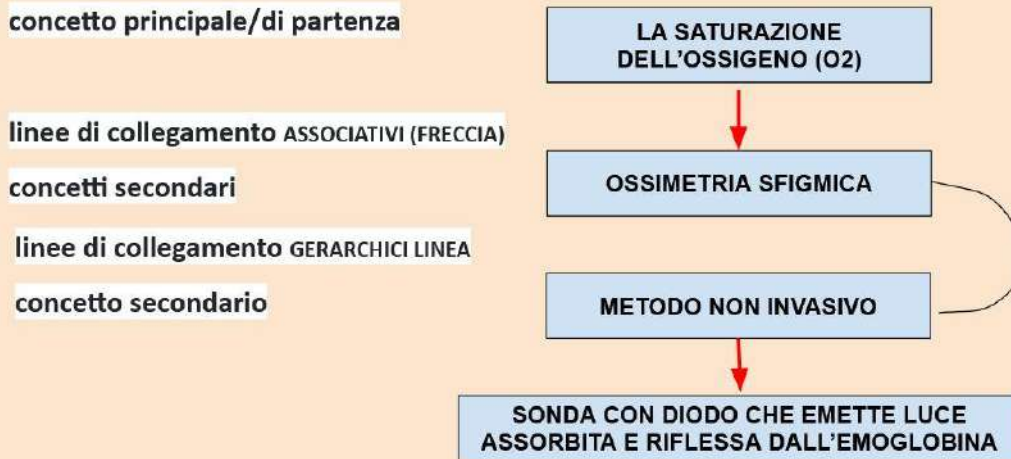 concetto principale/di partenza
LA SATURAZIONE
DELL'OSSIGENO (O2)
linee di collegamento ASSOCIATIVI (FRECCIA)
concetti secondari
OSSIMETRIA SFIGMICA
linee di collegamento GERARCHICI LINEA
concetto secondario
METODO NON INVASIVO
SONDA CON DIODO CHE EMETTE LUCE
ASSORBITA E RIFLESSA DALL'EMOGLOBINA